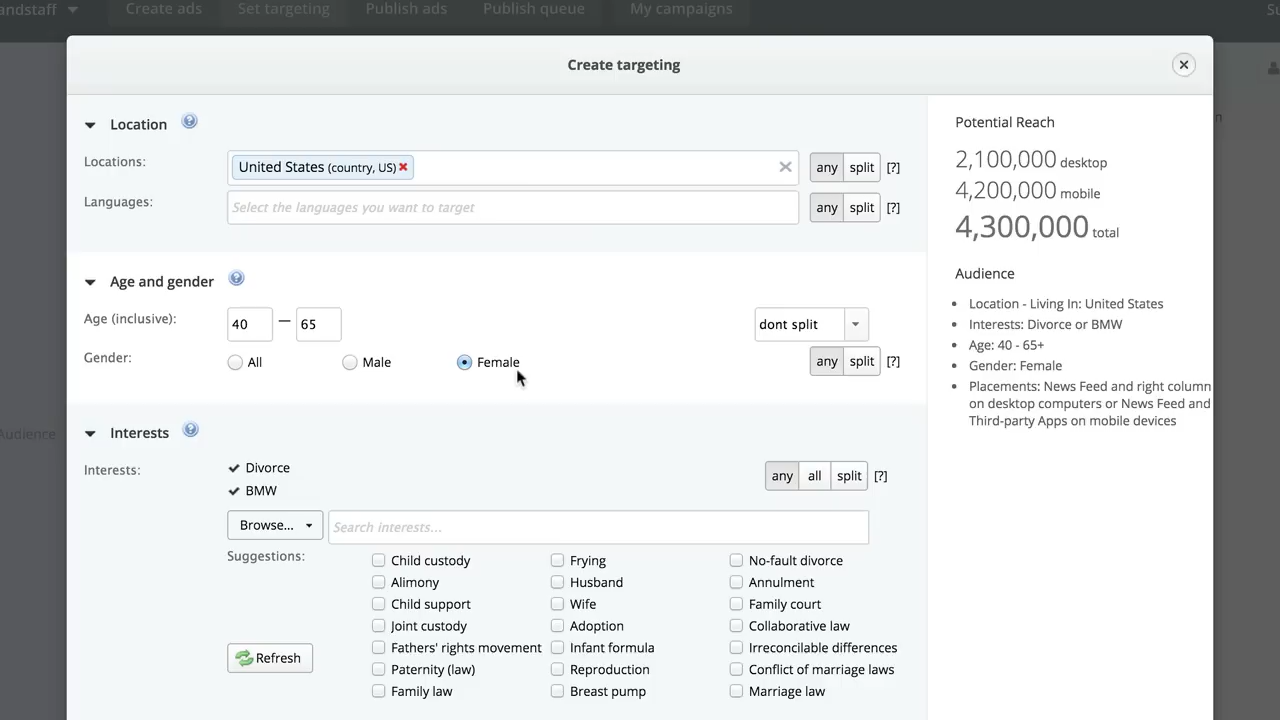 andstaff Create ads Set targeting Publish ads Publish queue My campaigns Su
Create targeting
Location
Locations: United States (country, US) any split [?]
Languages: Select the languages you want to target any split [?]
Age and gender
Age (inclusive): 40 — 65 dont split
Gender: All Male Female any split [?]
Interests
Interests: Divorce any all split [?]
BMW
Browse... Search interests...
Suggestions: Child custody Frying No-fault divorce
Alimony Husband Annulment
Child support Wife Family court
Joint custody Adoption Collaborative law
Fathers' rights movement Infant formula Irreconcilable differences
Refresh
Paternity (law) Reproduction Conflict of marriage laws
Family law Breast pump Marriage law
Potential Reach
2,100,000 desktop
4,200,000 mobile
4,300,000 total
Audience
Location - Living In: United States
Interests: Divorce or BMW
Age: 40 - 65+
Gender: Female
Placements: News Feed and right column
on desktop computers or News Feed and
Third-party Apps on mobile devices
Audience